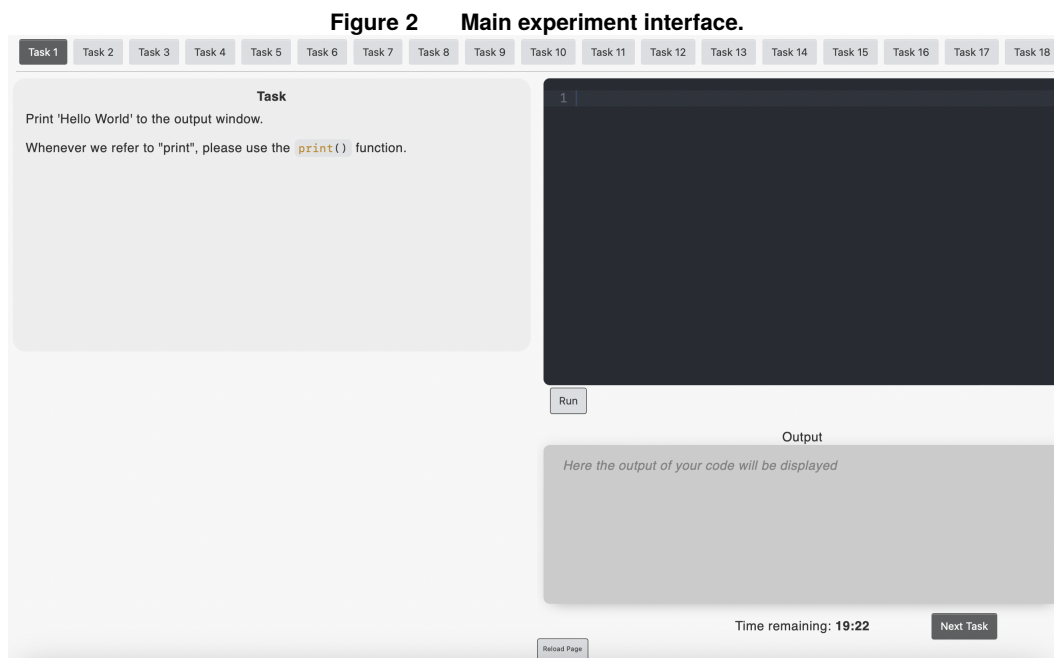 Figure 2 Main experiment interface.
Task 1 Task 2 Task 3 Task 4 Task 5 Task 6 Task 7 Task 8 Task 9 Task 10 Task 11 Task 12 Task 13 Task 14 Task 15 Task 16 Task 17 Task 18
Task
Print 'Hello World' to the output window.
Whenever we refer to "print", please use the print() function.
1
Run
Output
Here the output of your code will be displayed
Time remaining: 19:22
Next Task
Reload Page